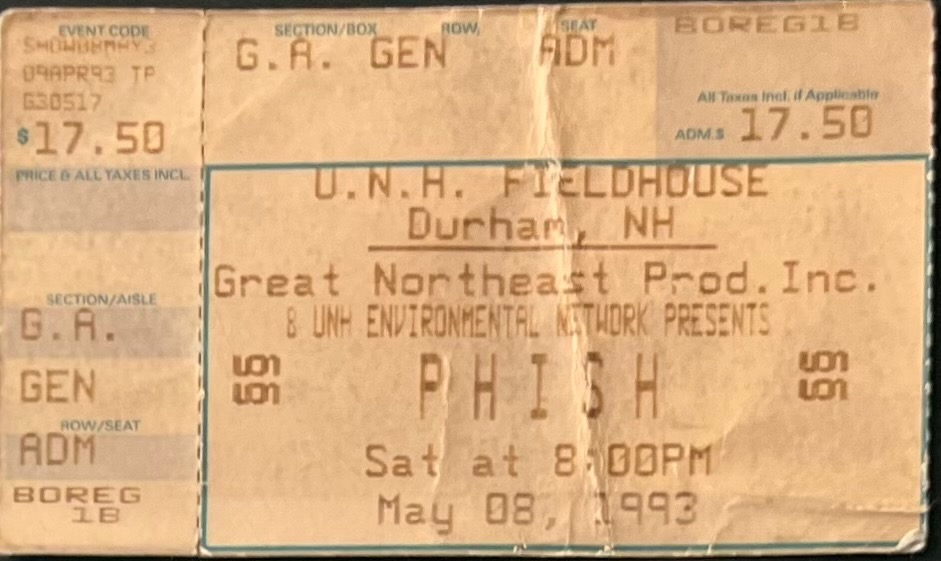 EVENT CODE
09APR93 TP
G30517
$17.50
PRICE & ALL TAXES INCL.
SECTION/AISLE
G.A.
GEN
ROW/SEAT
ADM
BOREG
1B
SECTION/BOX ROW SEAT
G.A. GEN ADM
BOREG1B
All Taxes Incl. if Applicable
ADM.$ 17.50
U.N.H. FIELDHOUSE
Durham, NH
Great Northeast Prod.Inc.
& UNH ENVIRONMENTAL NETWORK PRESENTS
PHISH
Sat at 8:00PM
May 08, 1993